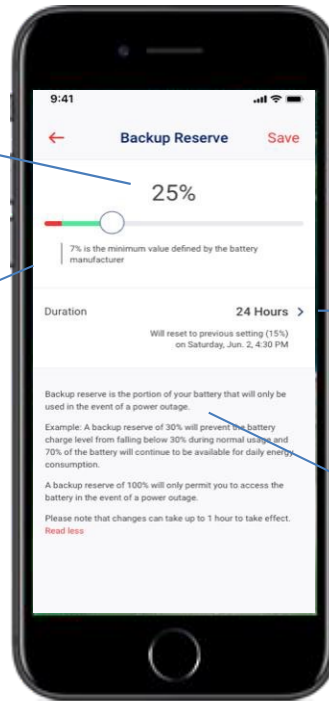 9:41
Backup Reserve Save
25%
7% is the minimum value defined by the battery
manufacturer
Duration 24 Hours
Will reset to previous setting (15%)
on Saturday, Jun. 2, 4:30 PM
Backup reserve is the portion of your battery that will only be
used in the event of a power outage.
Example: A backup reserve of 30% will prevent the battery
charge level from falling below 30% during normal usage and
70% of the battery will continue to be available for daily energy
consumption.
A backup reserve of 100% will only permit you to access the
battery in the event of a power outage.
Please note that changes can take up to 1 hour to take effect.
Read less